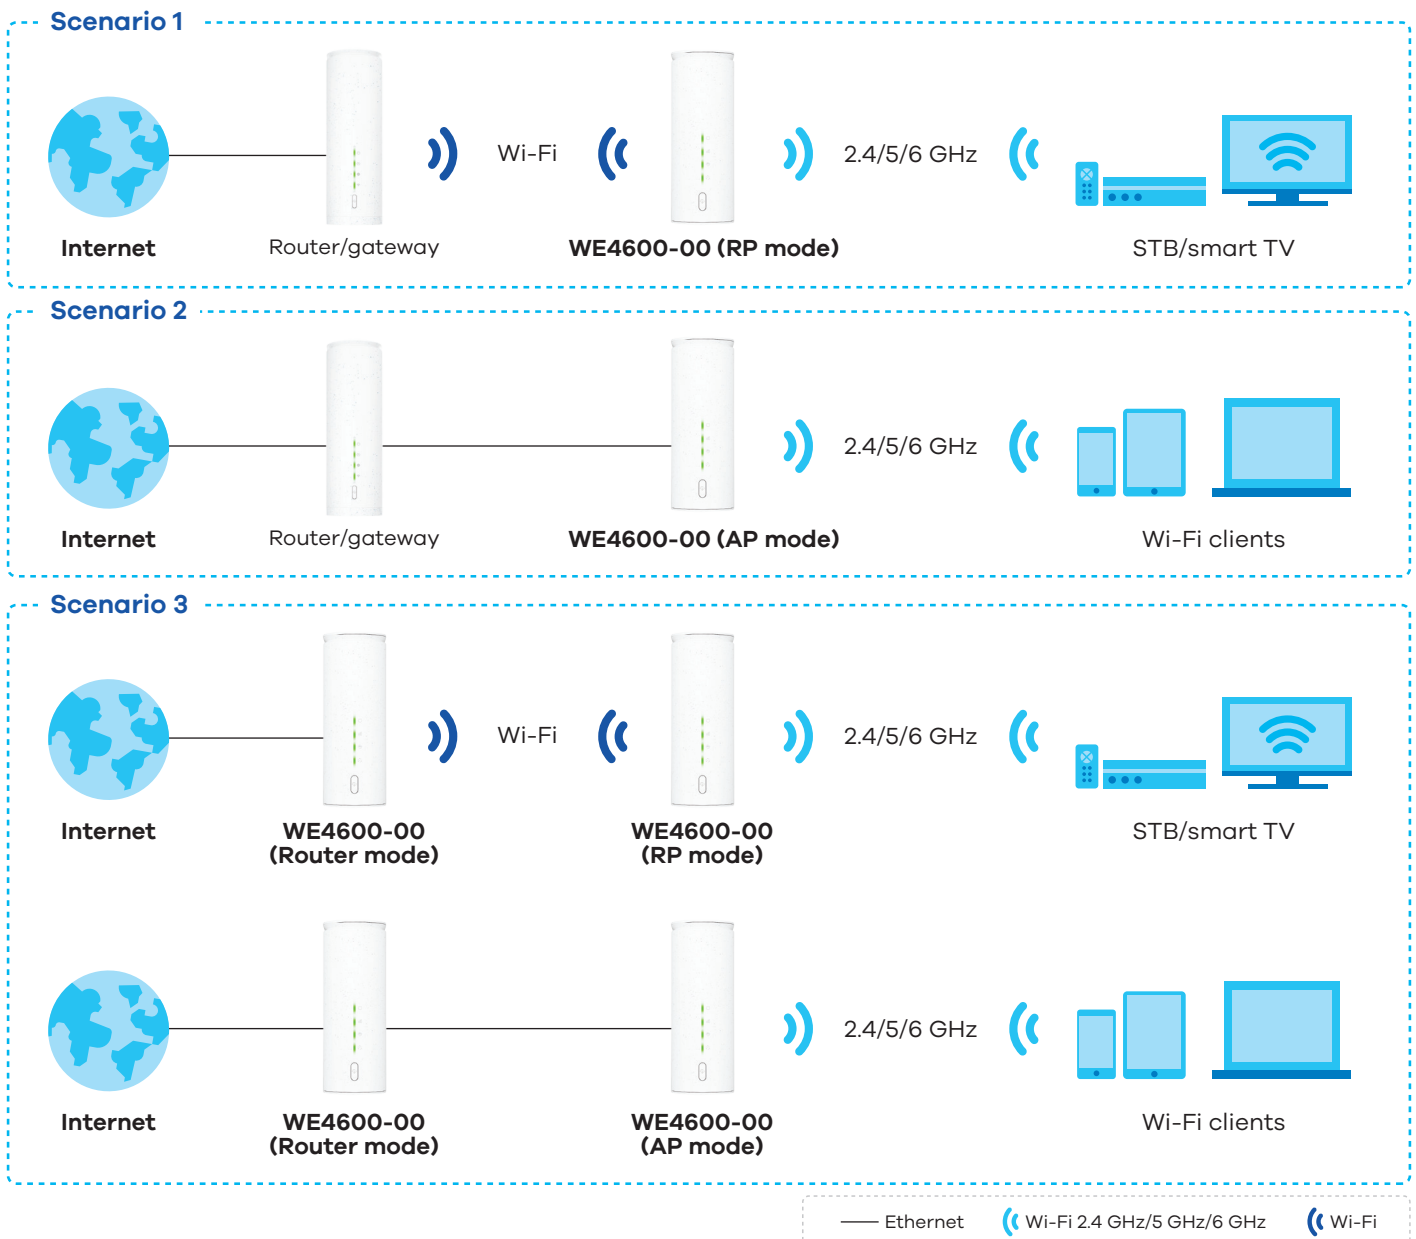 Scenario 1
Wi-Fi
2.4/5/6 GHz
Internet
Router/gateway
WE4600-00 (RP mode)
STB/smart TV
Scenario 2
2.4/5/6 GHz
Internet
Router/gateway
WE4600-00 (AP mode)
Wi-Fi clients
Scenario 3
Wi-Fi
2.4/5/6 GHz
Internet
WE4600-00
(Router mode)
WE4600-00
(RP mode)
STB/smart TV
2.4/5/6 GHz
Internet
WE4600-00
(Router mode)
WE4600-00
(AP mode)
Wi-Fi clients
Ethernet
Wi-Fi 2.4 GHz/5 GHz/6 GHz
Wi-Fi